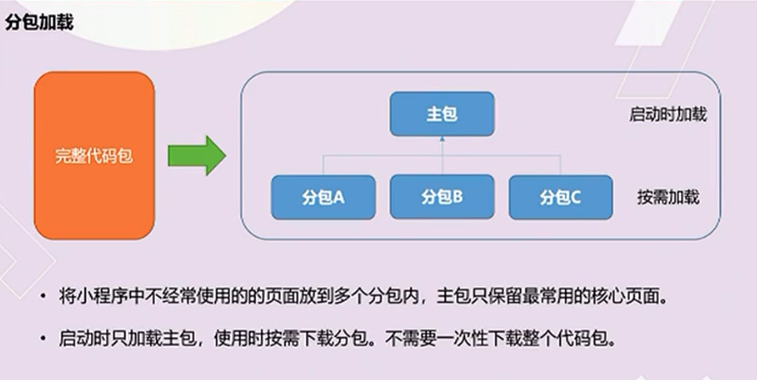 分包加载
完整代码包
主包
启动时加载
分包A
分包B
分包C
按需加载
• 将小程序中不经常使用的的页面放到多个分包内，主包只保留最常用的核心页面。
• 启动时只加载主包，使用时按需下载分包。不需要一次性下载整个代码包。